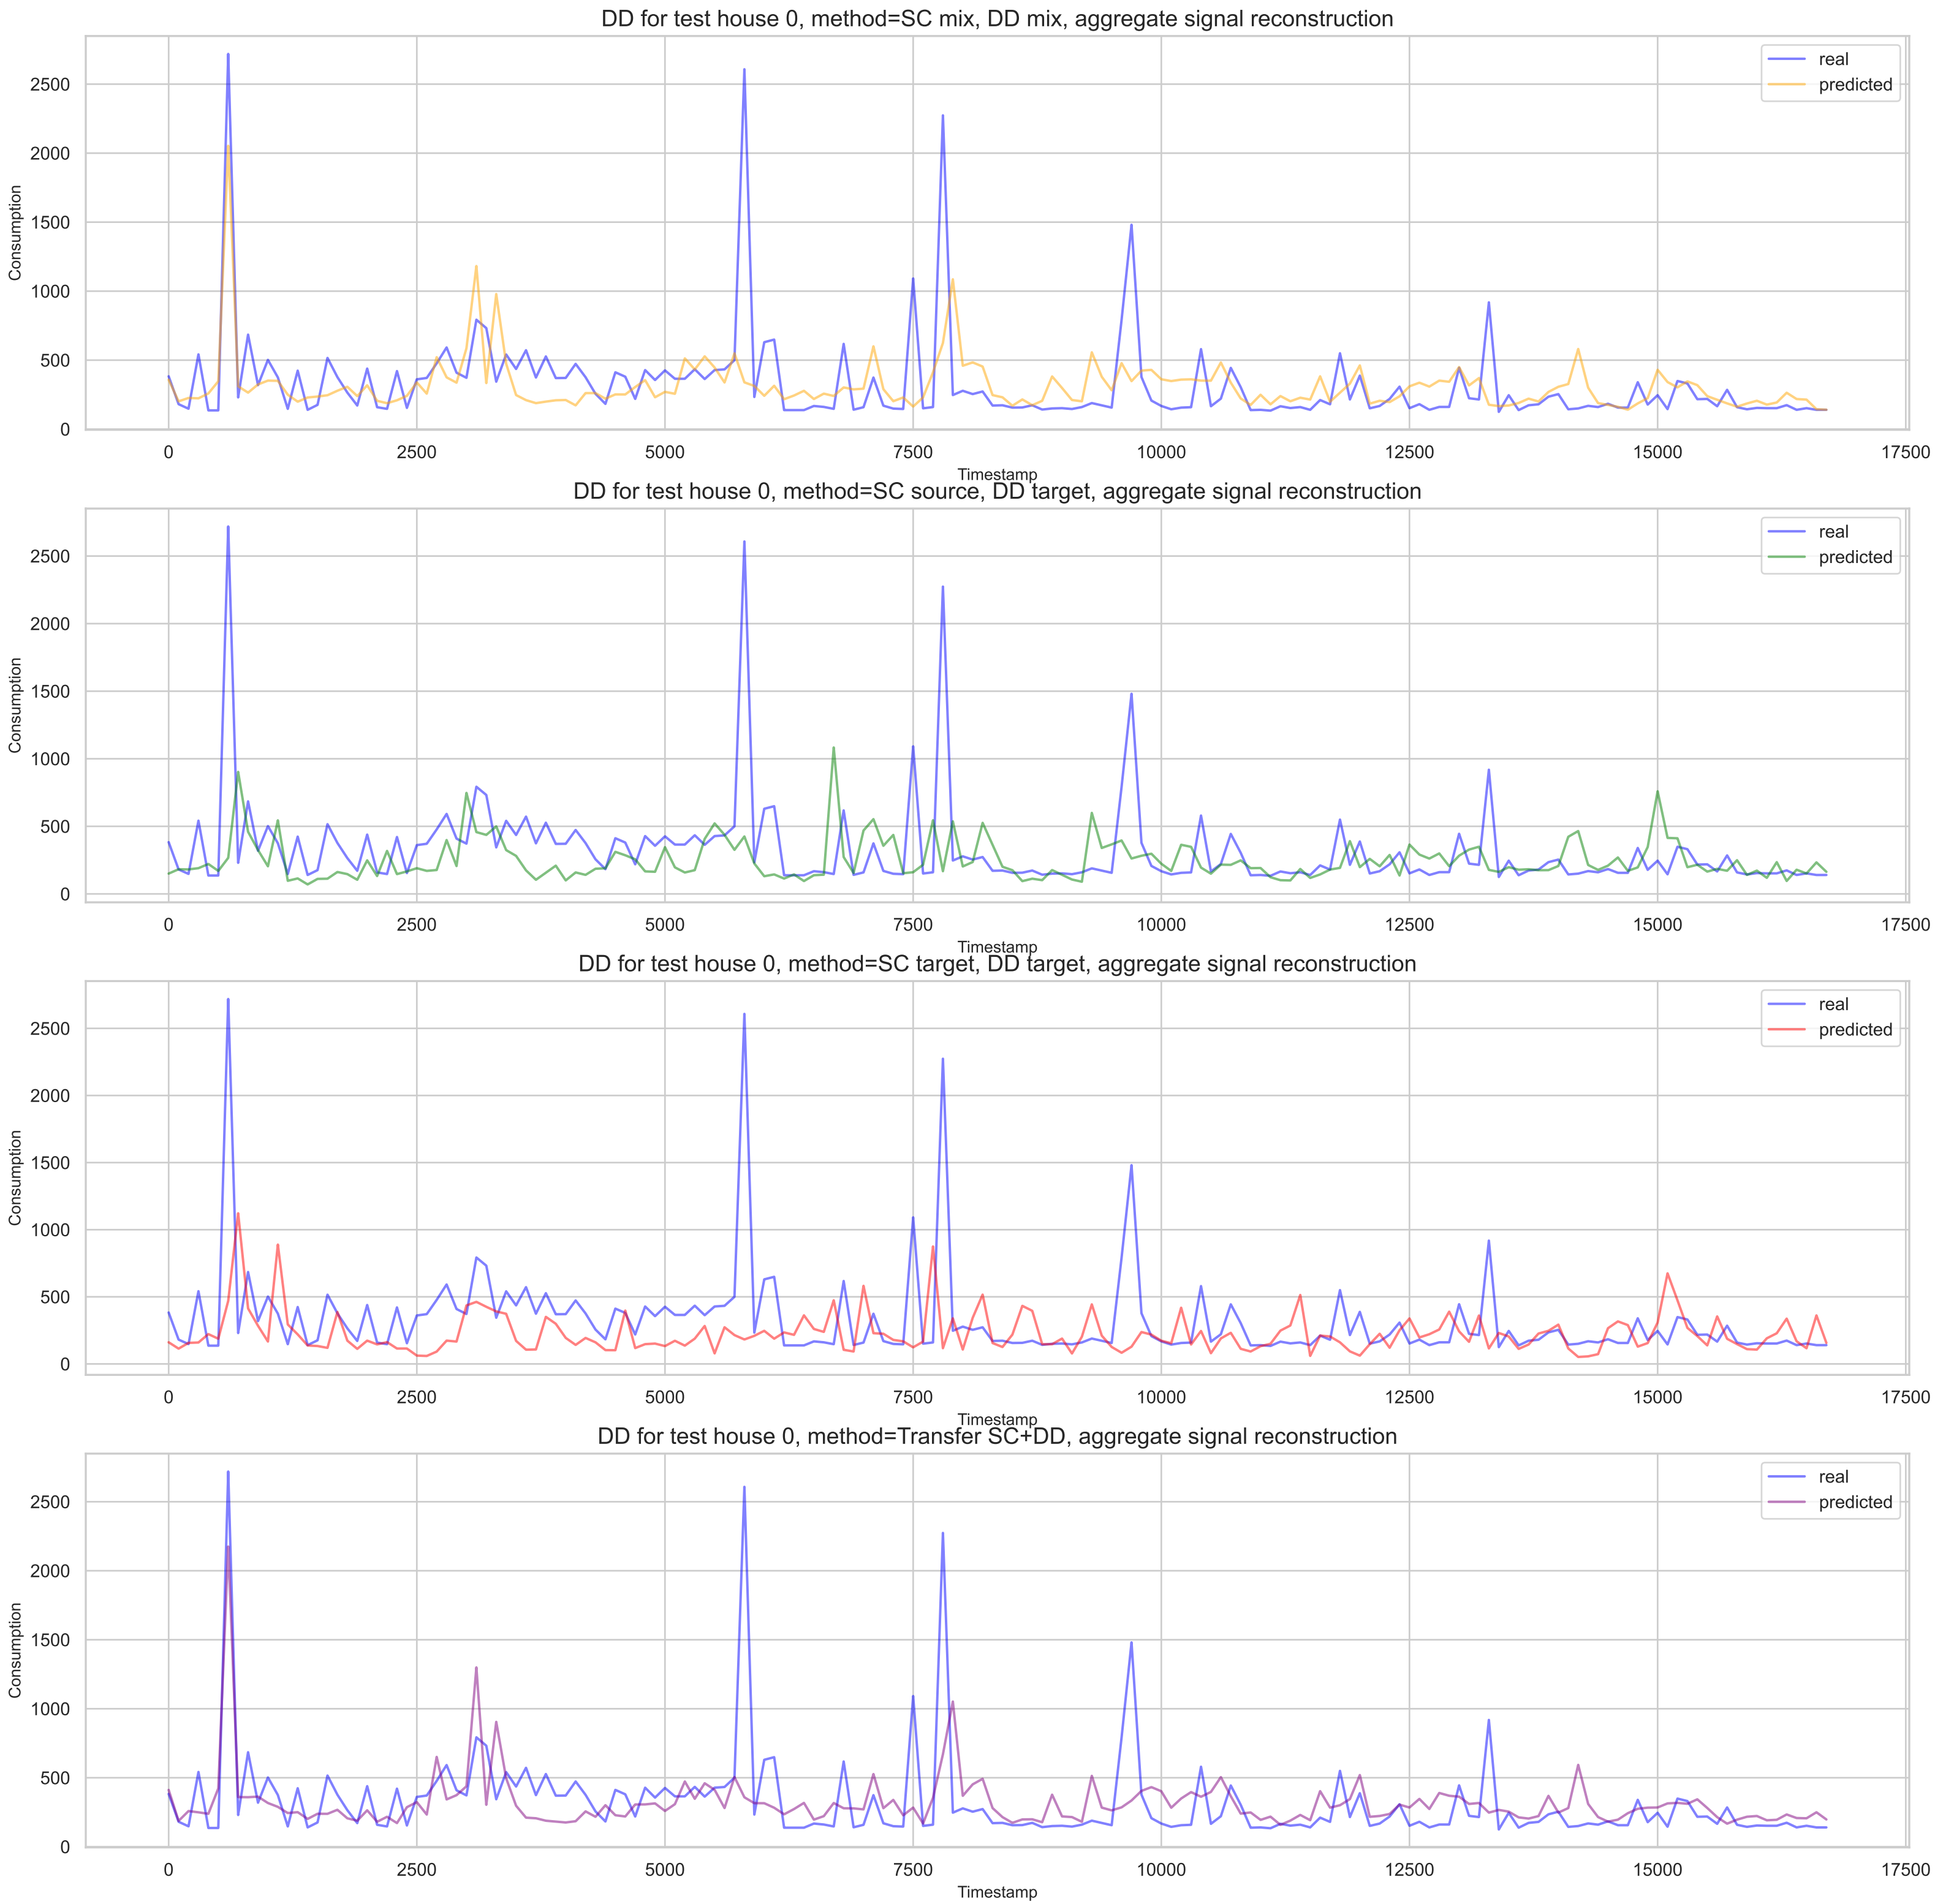 DD for test house 0, method=SC mix, DD mix, aggregate signal reconstruction
real
predicted
2500
2000
1500
1000
500
0
Consumption
0 2500 5000 7500 10000 12500 15000 17500
Timestamp
DD for test house 0, method=SC source, DD target, aggregate signal reconstruction
real
predicted
2500
2000
1500
1000
500
0
Consumption
0 2500 5000 7500 10000 12500 15000 17500
Timestamp
DD for test house 0, method=SC target, DD target, aggregate signal reconstruction
real
predicted
2500
2000
1500
1000
500
0
Consumption
0 2500 5000 7500 10000 12500 15000 17500
Timestamp
DD for test house 0, method=Transfer SC+DD, aggregate signal reconstruction
real
predicted
2500
2000
1500
1000
500
0
Consumption
0 2500 5000 7500 10000 12500 15000 17500
Timestamp